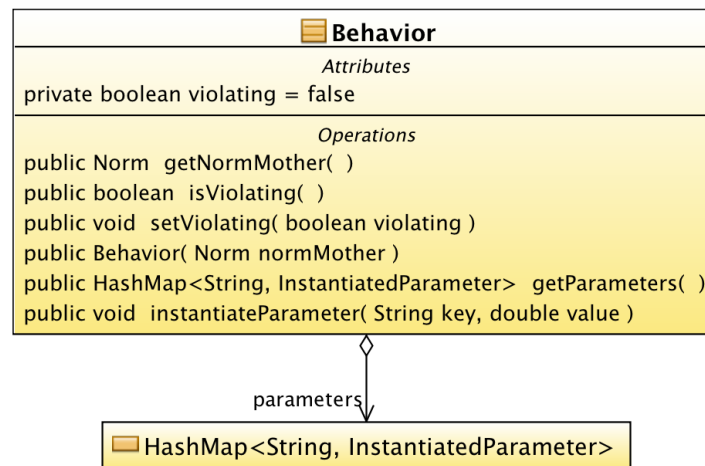 Behavior
Attributes
private boolean violating = false
Operations
public Norm getNormMother( )
public boolean isViolating( )
public void setViolating( boolean violating )
public Behavior( Norm normMother )
public HashMap<String, InstantiatedParameter> getParameters( )
public void instantiateParameter( String key, double value )
parameters
HashMap<String, InstantiatedParameter>